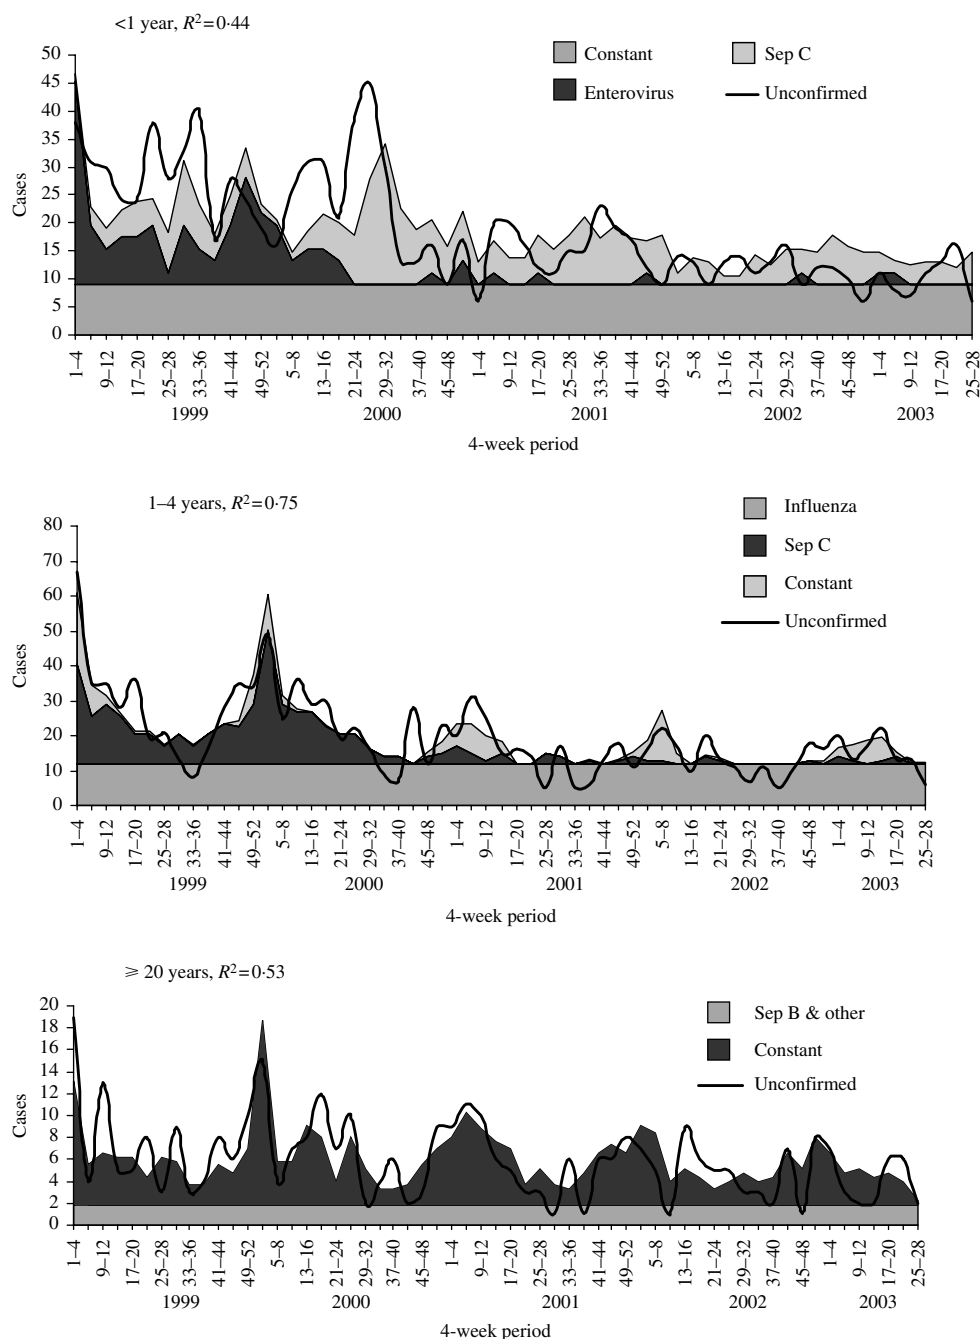 <1 year, R²=0·44
Constant
Sep C
Enterovirus
Unconfirmed
Cases
50
45
40
35
30
25
20
15
10
5
0
1–4 9–12 17–20 25–28 33–36 41–44 49–52 5–8 13–16 21–24 29–32 37–40 45–48 1–4 9–12 17–20 25–28 33–36 41–44 49–52 5–8 13–16 21–24 29–32 37–40 45–48 1–4 9–12 17–20 25–28
1999 2000 2001 2002 2003
4-week period
1–4 years, R²=0·75
Influenza
Sep C
Constant
Unconfirmed
Cases
80
70
60
50
40
30
20
10
0
1–4 9–12 17–20 25–28 33–36 41–44 49–52 5–8 13–16 21–24 29–32 37–40 45–48 1–4 9–12 17–20 25–28 33–36 41–44 49–52 5–8 13–16 21–24 29–32 37–40 45–48 1–4 9–12 17–20 25–28
1999 2000 2001 2002 2003
4-week period
⩾ 20 years, R²=0·53
Sep B & other
Constant
Unconfirmed
Cases
20
18
16
14
12
10
8
6
4
2
0
1–4 9–12 17–20 25–28 33–36 41–44 49–52 5–8 13–16 21–24 29–32 37–40 45–48 1–4 9–12 17–20 25–28 33–36 41–44 49–52 5–8 13–16 21–24 29–32 37–40 45–48 1–4 9–12 17–20 25–28
1999 2000 2001 2002 2003
4-week period